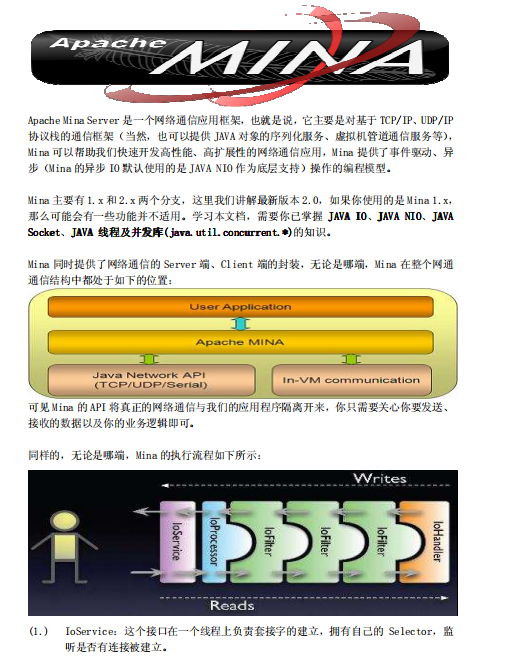 Apache
MINA
Apache Mina Server 是一个网络通信应用框架，也就是说，它主要是对基于 TCP/IP、UDP/IP
协议栈的通信框架（当然，也可以提供 JAVA 对象的序列化服务、虚拟机管道通信服务等），
Mina 可以帮助我们快速开发高性能、高扩展性的网络通信应用，Mina 提供了事件驱动、异
步（Mina 的异步 IO 默认使用的是 JAVA NIO 作为底层支持）操作的编程模型。
Mina 主要有 1.x 和 2.x 两个分支，这里我们讲解最新版本 2.0，如果你使用的是 Mina 1.x，
那么可能会有一些功能并不适用。学习本文档，需要你已掌握 JAVA IO、JAVA NIO、JAVA
Socket、JAVA 线程及并发库(java.util.concurrent.*)的知识。
Mina 同时提供了网络通信的 Server 端、Client 端的封装，无论是哪端，Mina 在整个网通
通信结构中都处于如下的位置：
User Application
Apache MINA
Java Network API
(TCP/UDP/Serial)
In-VM communication
可见 Mina 的 API 将真正的网络通信与我们的应用程序隔离开来，你只需要关心你要发送、
接收的数据以及你的业务逻辑即可。
同样的，无论是哪端，Mina 的执行流程如下所示：
Writes
IoService
IoProcessor
IoFilter
IoFilter
IoFilter
IoHandler
Reads
(1.) IoService：这个接口在一个线程上负责套接字的建立，拥有自己的 Selector，监
听是否有连接被建立。